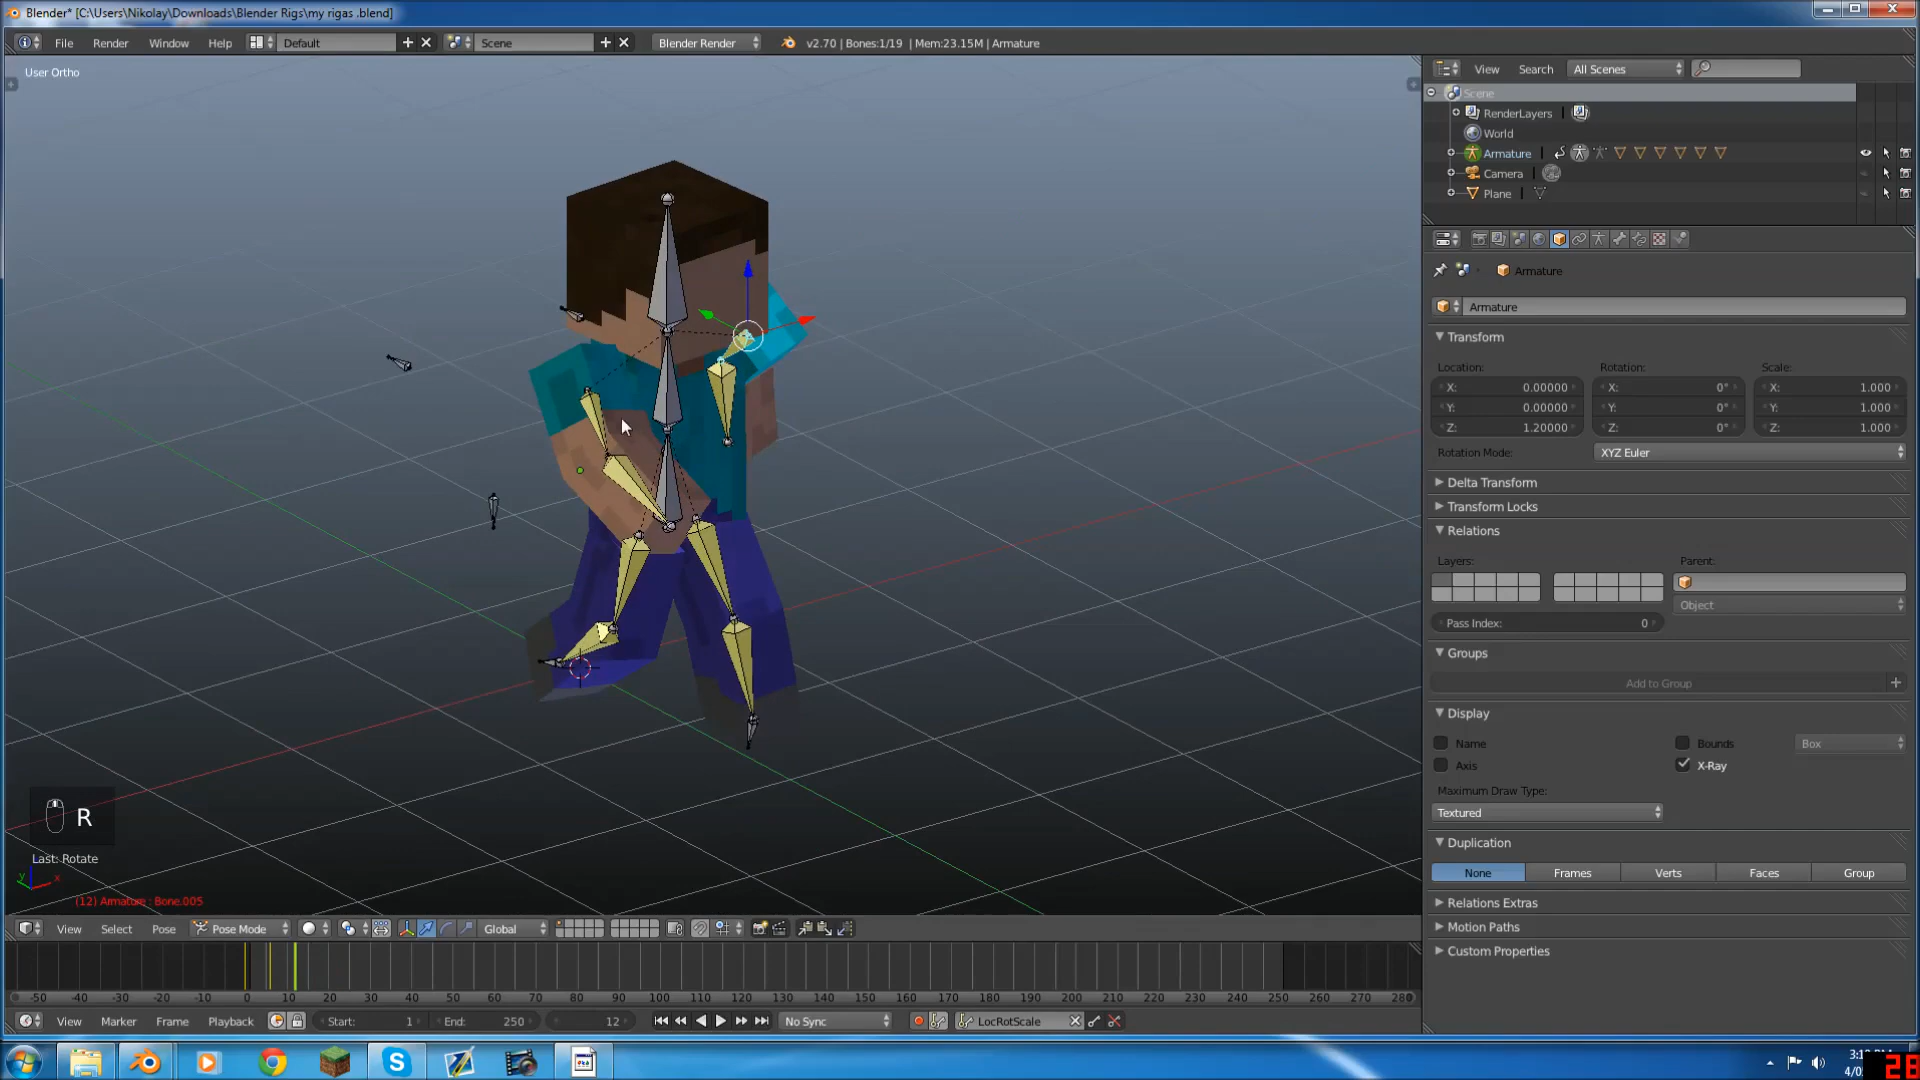 Blender* [C:\Users\Nikolay\Downloads\Blender Rigs\my rigas .blend]
File Render Window Help Default Scene Blender Render v2.70 | Bones:1/19 | Mem:23.15M | Armature
User Ortho
View Search All Scenes
Scene
RenderLayers
World
Armature
Camera
Plane
Armature
Armature
Transform
Location: Rotation: Scale:
X: 0.00000 X: 0° X: 1.000
Y: 0.00000 Y: 0° Y: 1.000
Z: 1.20000 Z: 0° Z: 1.000
Rotation Mode: XYZ Euler
Delta Transform
Transform Locks
Relations
Layers: Parent:
Object
Pass Index: 0
Groups
Add to Group
Display
Name Bounds Box
Axis X-Ray
Maximum Draw Type:
Textured
Duplication
None Frames Verts Faces Group
Relations Extras
Motion Paths
Custom Properties
R
Last: Rotate
y x
(12) Armature : Bone.005
View Select Pose Pose Mode Global
-50 -40 -30 -20 -10 0 10 20 30 40 50 60 70 80 90 100 110 120 130 140 150 160 170 180 190 200 210 220 230 240 250 260 270 280
View Marker Frame Playback Start: 1 End: 250 12 No Sync LocRotScale
28